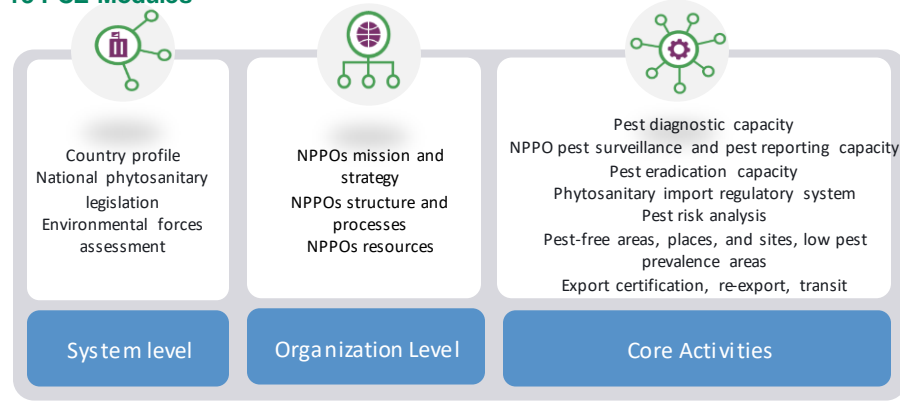 Country profile
National phytosanitary
legislation
Environmental forces
assessment
System level
NPPOs mission and
strategy
NPPOs structure and
processes
NPPOs resources
Organization Level
Pest diagnostic capacity
NPPO pest surveillance and pest reporting capacity
Pest eradication capacity
Phytosanitary import regulatory system
Pest risk analysis
Pest-free areas, places, and sites, low pest
prevalence areas
Export certification, re-export, transit
Core Activities